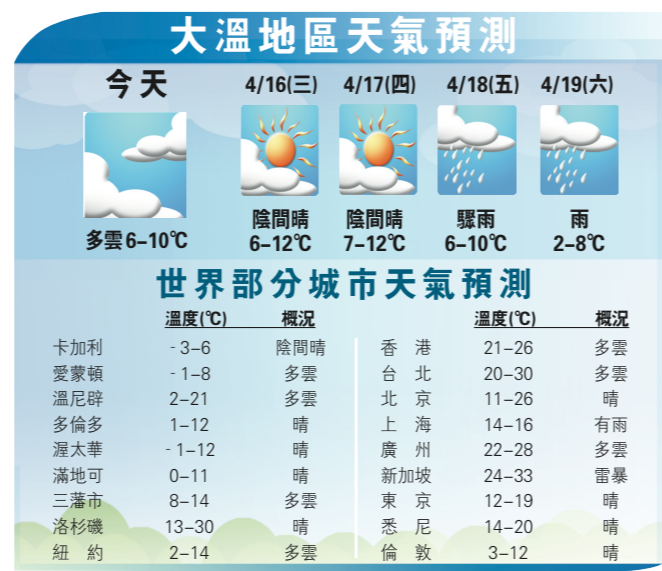 大溫地區天氣預測
今天 4/16(三) 4/17(四) 4/18(五) 4/19(六)
多雲6–10℃
陰間晴 陰間晴 驟雨 雨
6–12℃ 7–12℃ 6–10℃ 2–8℃
世界部分城市天氣預測
溫度(℃) 概況 溫度(℃) 概況
卡加利 -3–6 陰間晴 香 港 21–26 多雲
愛蒙頓 -1–8 多雲 台 北 20–30 多雲
溫尼辟 2–21 多雲 北 京 11–26 晴
多倫多 1–12 晴 上 海 14–16 有雨
渥太華 -1–12 晴 廣 州 22–28 多雲
滿地可 0–11 晴 新加坡 24–33 雷暴
三藩市 8–14 多雲 東 京 12–19 晴
洛杉磯 13–30 晴 悉 尼 14–20 晴
紐 約 2–14 多雲 倫 敦 3–12 晴